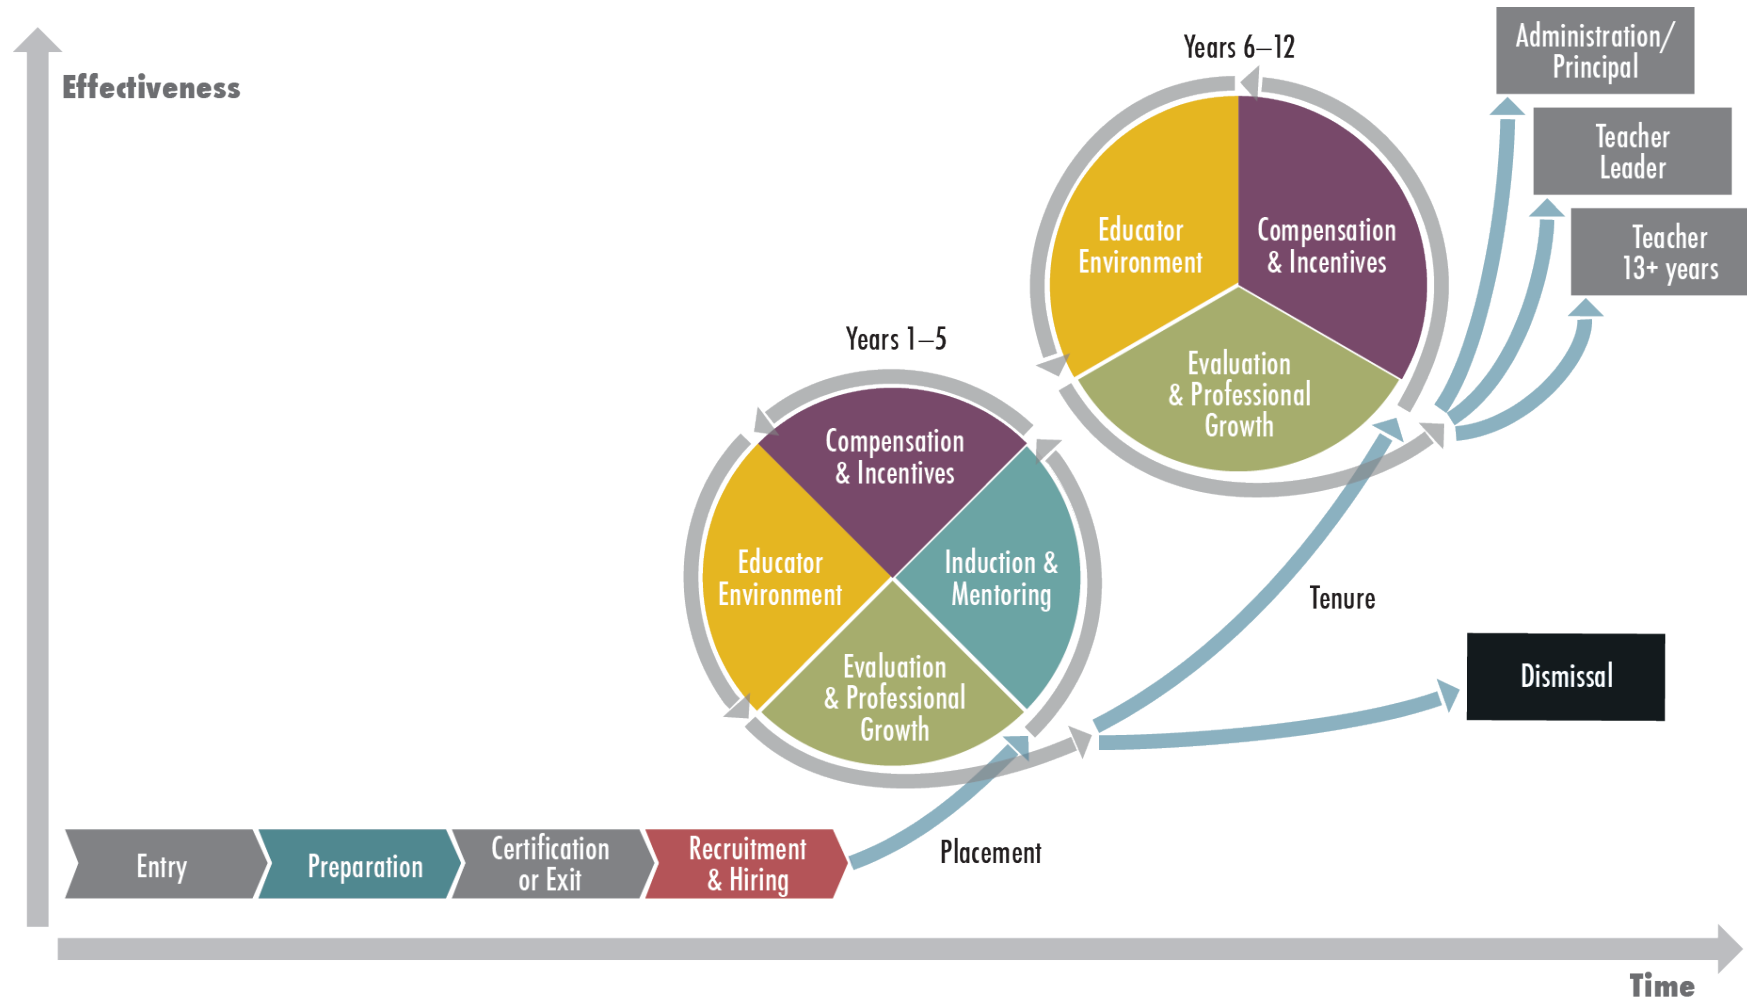 Effectiveness
Years 6–12
Administration/
Principal
Teacher
Leader
Teacher
13+ years
Educator
Environment
Compensation
& Incentives
Evaluation
& Professional
Growth
Years 1–5
Compensation
& Incentives
Educator
Environment
Induction &
Mentoring
Evaluation
& Professional
Growth
Tenure
Dismissal
Placement
Entry
Preparation
Certification
or Exit
Recruitment
& Hiring
Time